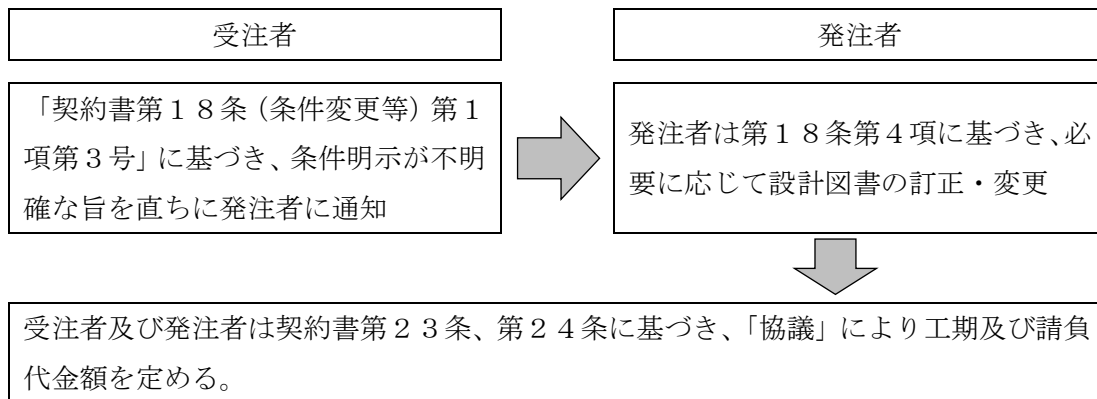 受注者
発注者
「契約書第１８条（条件変更等）第１
項第３号」に基づき、条件明示が不明
確な旨を直ちに発注者に通知
発注者は第１８条第４項に基づき、必
要に応じて設計図書の訂正・変更
受注者及び発注者は契約書第２３条、第２４条に基づき、「協議」により工期及び請負
代金額を定める。